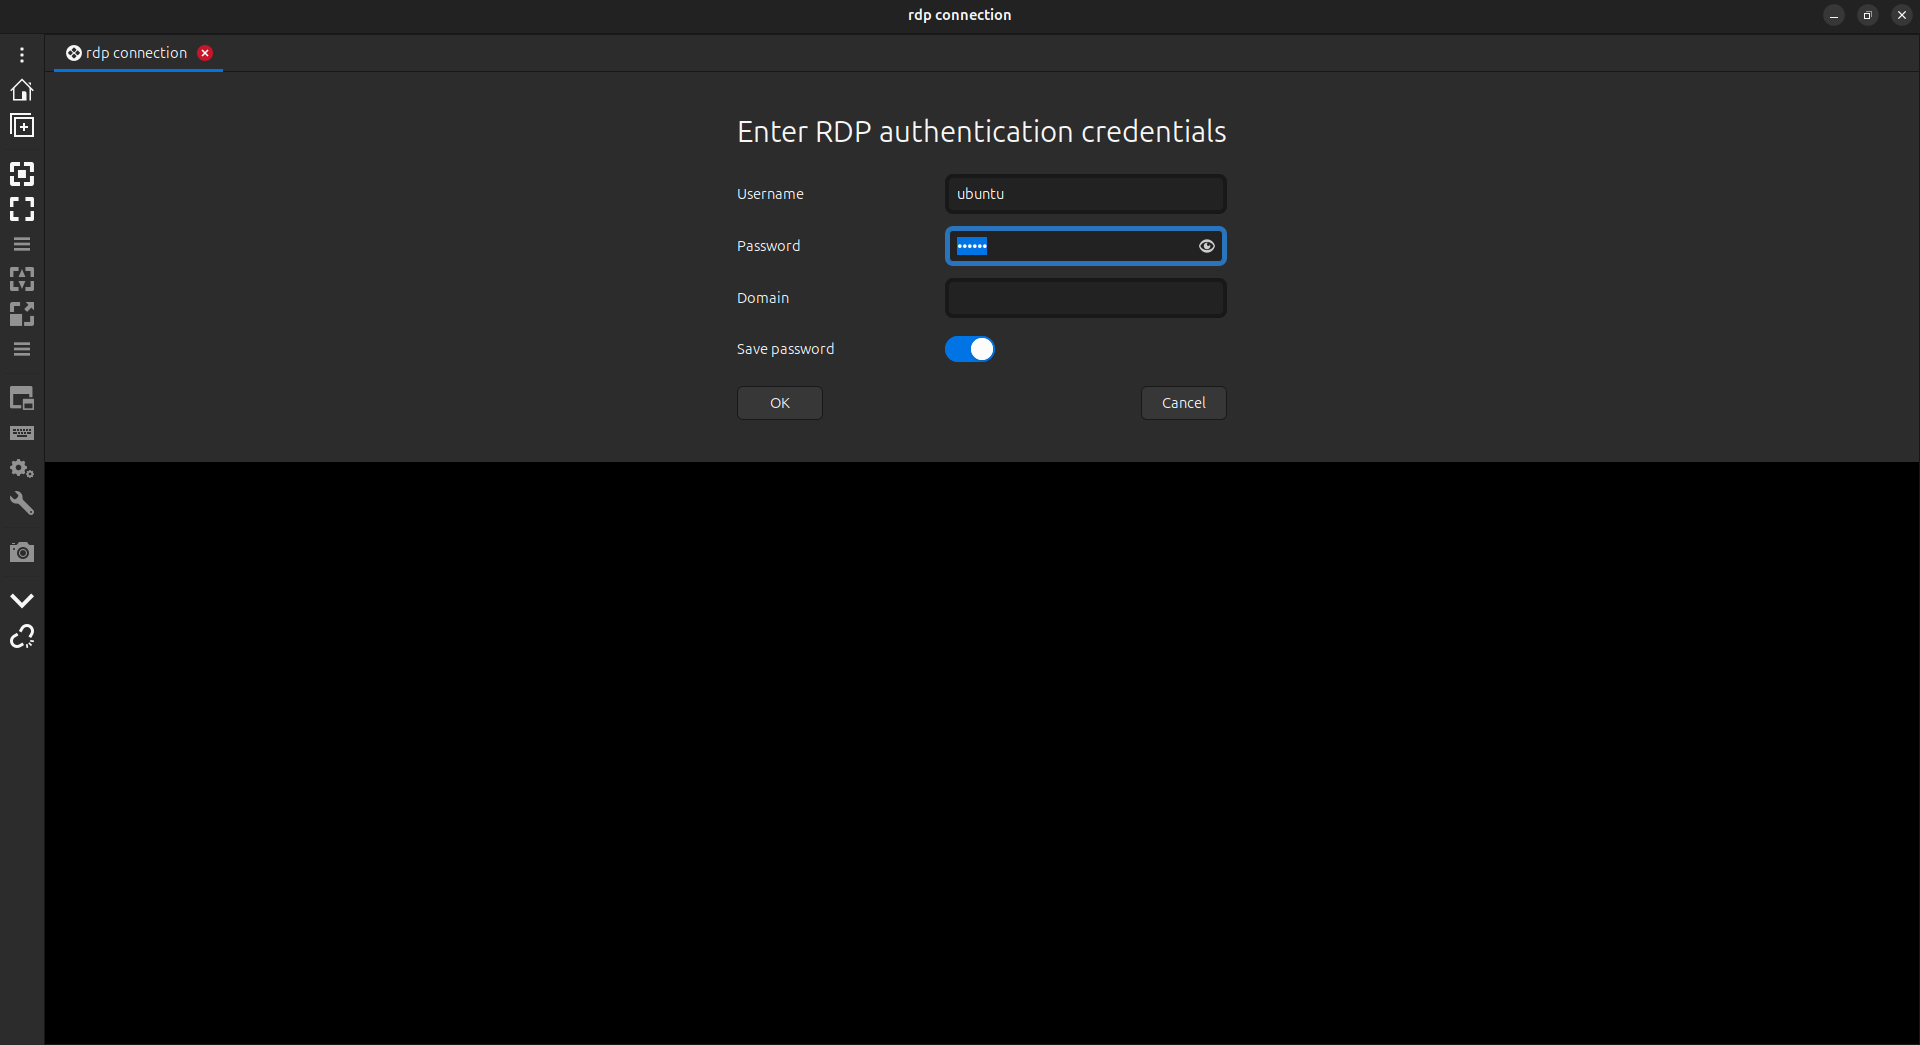 rdp connection
rdp connection
Enter RDP authentication credentials
Username
ubuntu
Password
••••••
Domain
Save password
OK
Cancel